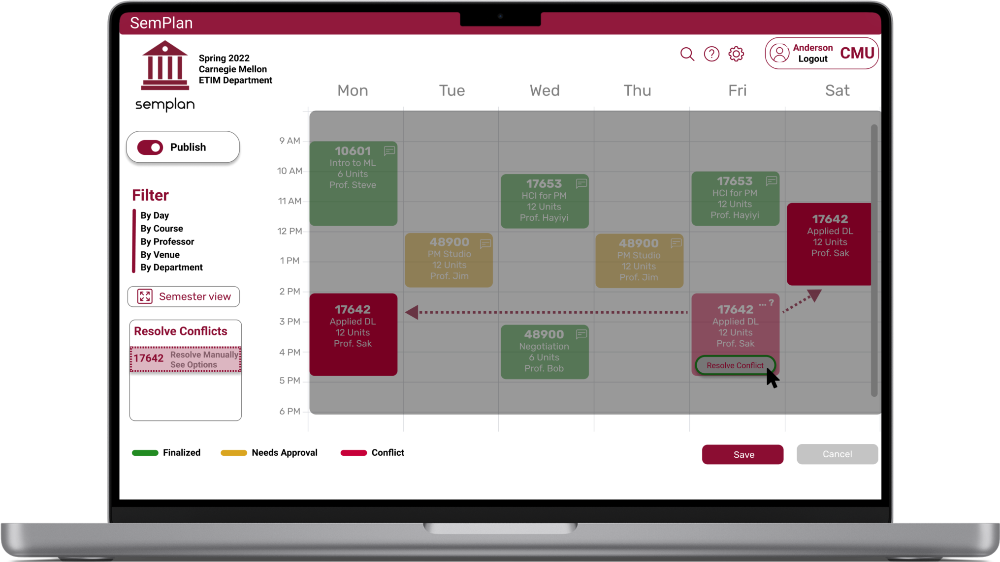 SemPlan
Spring 2022
Carnegie Mellon
ETIM Department
semplan
?
Anderson
Logout
CMU
Mon
Tue
Wed
Thu
Fri
Sat
Publish
Filter
By Day
By Course
By Professor
By Venue
By Department
Semester view
Resolve Conflicts
17642
Resolve Manually
See Options
9 AM
10 AM
11 AM
12 PM
1 PM
2 PM
3 PM
4 PM
5 PM
6 PM
10601
Intro to ML
6 Units
Prof. Steve
17642
Applied DL
12 Units
Prof. Sak
48900
PM Studio
12 Units
Prof. Jim
17653
HCI for PM
12 Units
Prof. Hayiyi
48900
Negotiation
6 Units
Prof. Bob
48900
PM Studio
12 Units
Prof. Jim
17653
HCI for PM
12 Units
Prof. Hayiyi
... ?
17642
Applied DL
12 Units
Prof. Sak
Resolve Conflict
17642
Applied DL
12 Units
Prof. Sak
Finalized
Needs Approval
Conflict
Save
Cancel